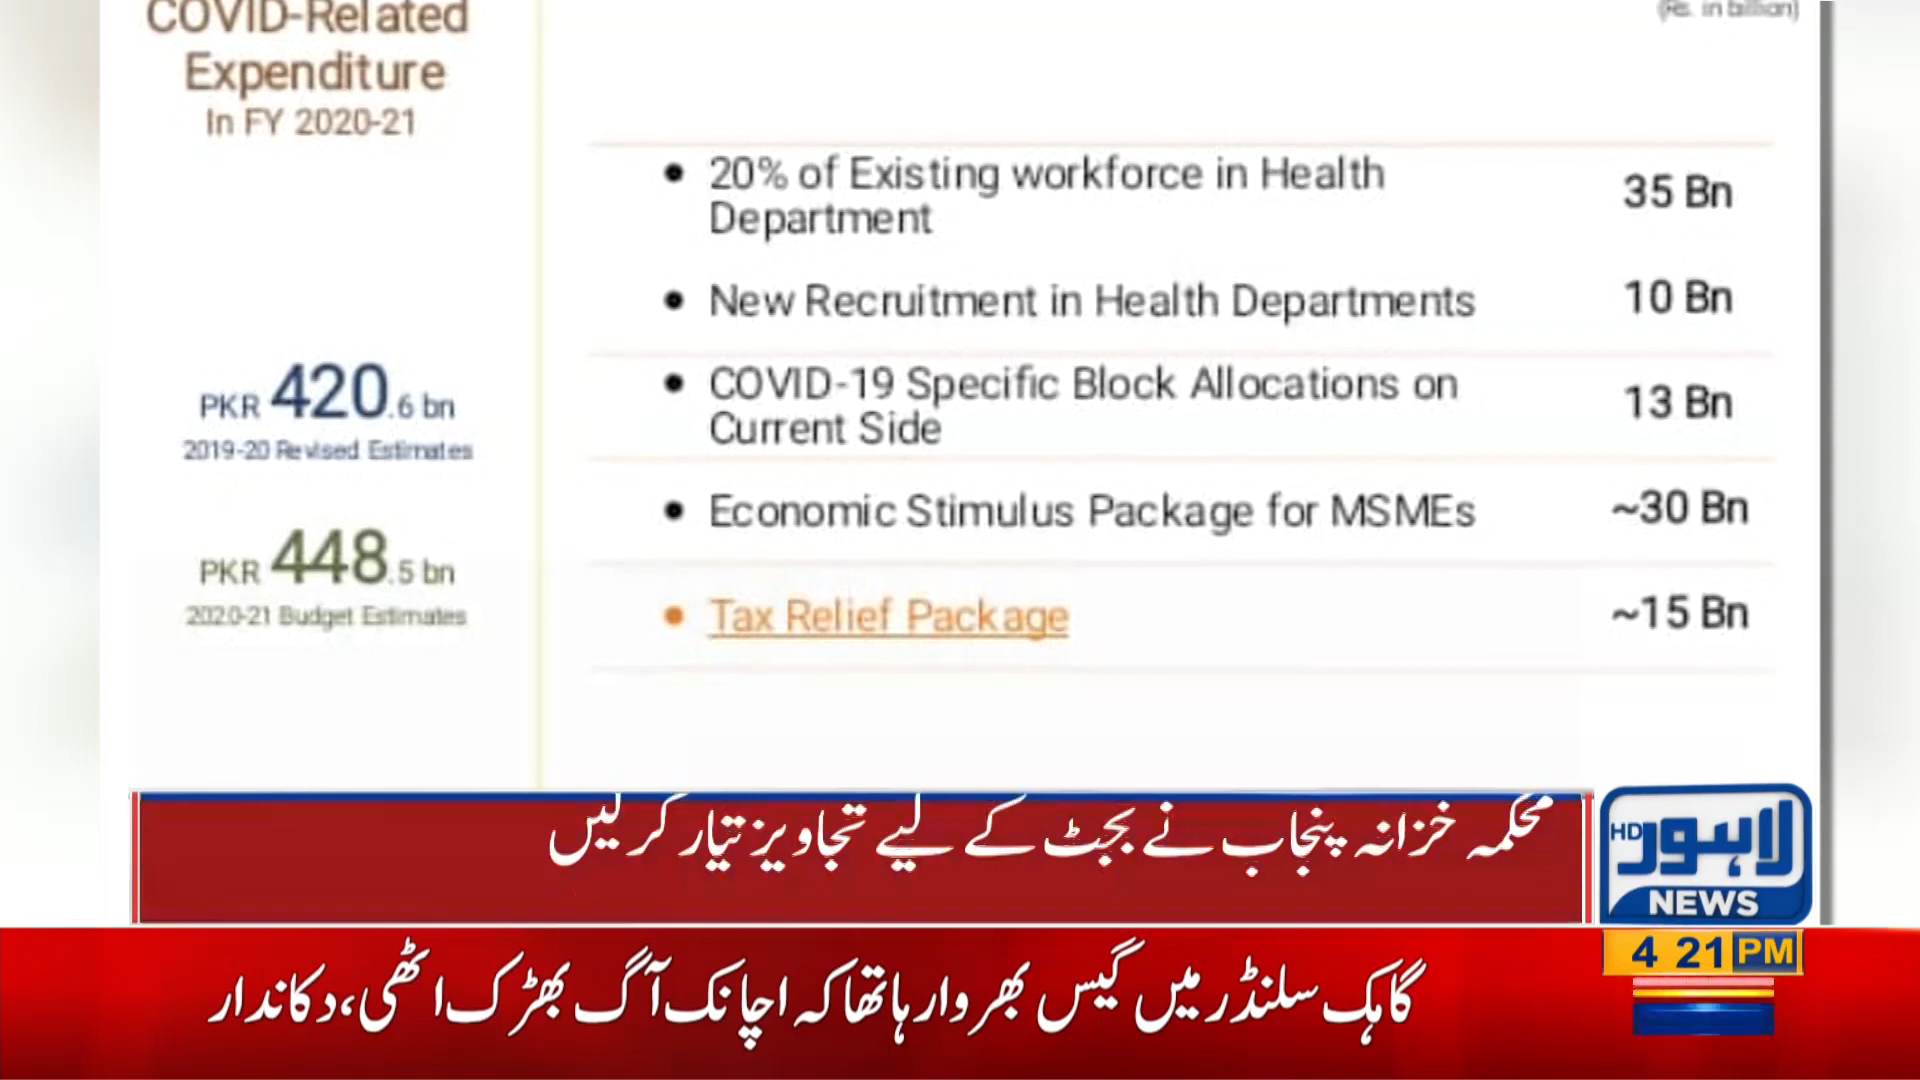 COVID-Related
(Rs. in billion)
Expenditure
In FY 2020-21
PKR 420.6 bn
2019-20 Revised Estimates
PKR 448.5 bn
2020-21 Budget Estimates
• 20% of Existing workforce in Health
Department
35 Bn
• New Recruitment in Health Departments
10 Bn
• COVID-19 Specific Block Allocations on
Current Side
13 Bn
• Economic Stimulus Package for MSMEs
~30 Bn
• Tax Relief Package
~15 Bn
محکمہ خزانہ پنجاب نے بجٹ کے لیے تجاویز تیار کرلیں
HD لاہور
NEWS
4 21 PM
گاہک سلنڈر میں گیس بھروا رہا تھا کہ اچانک آگ بھڑک اٹھی، دکاندار